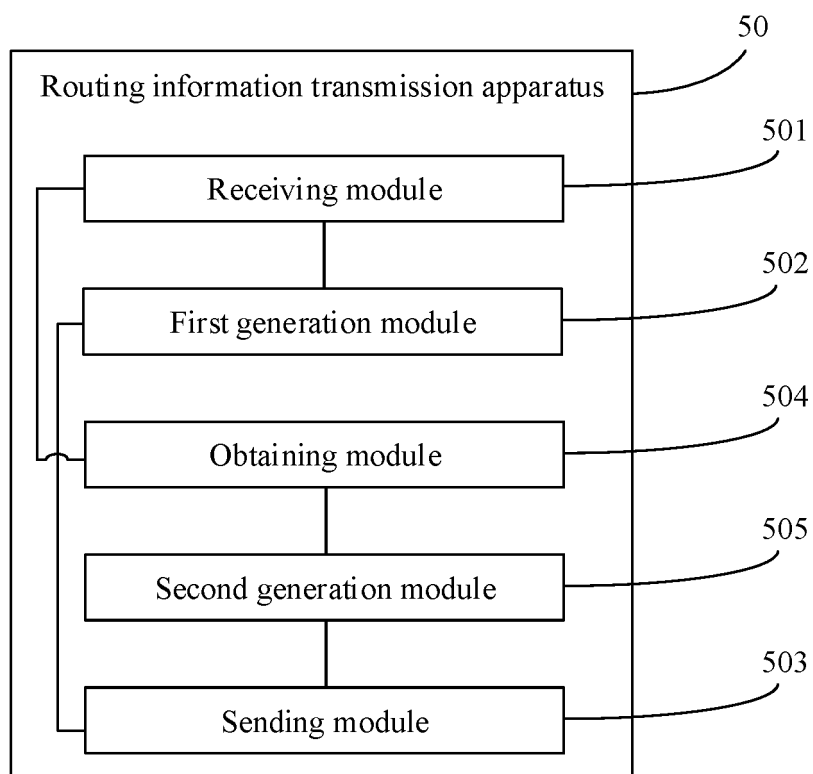 50
Routing information transmission apparatus
501
Receiving module
502
First generation module
504
Obtaining module
505
Second generation module
503
Sending module